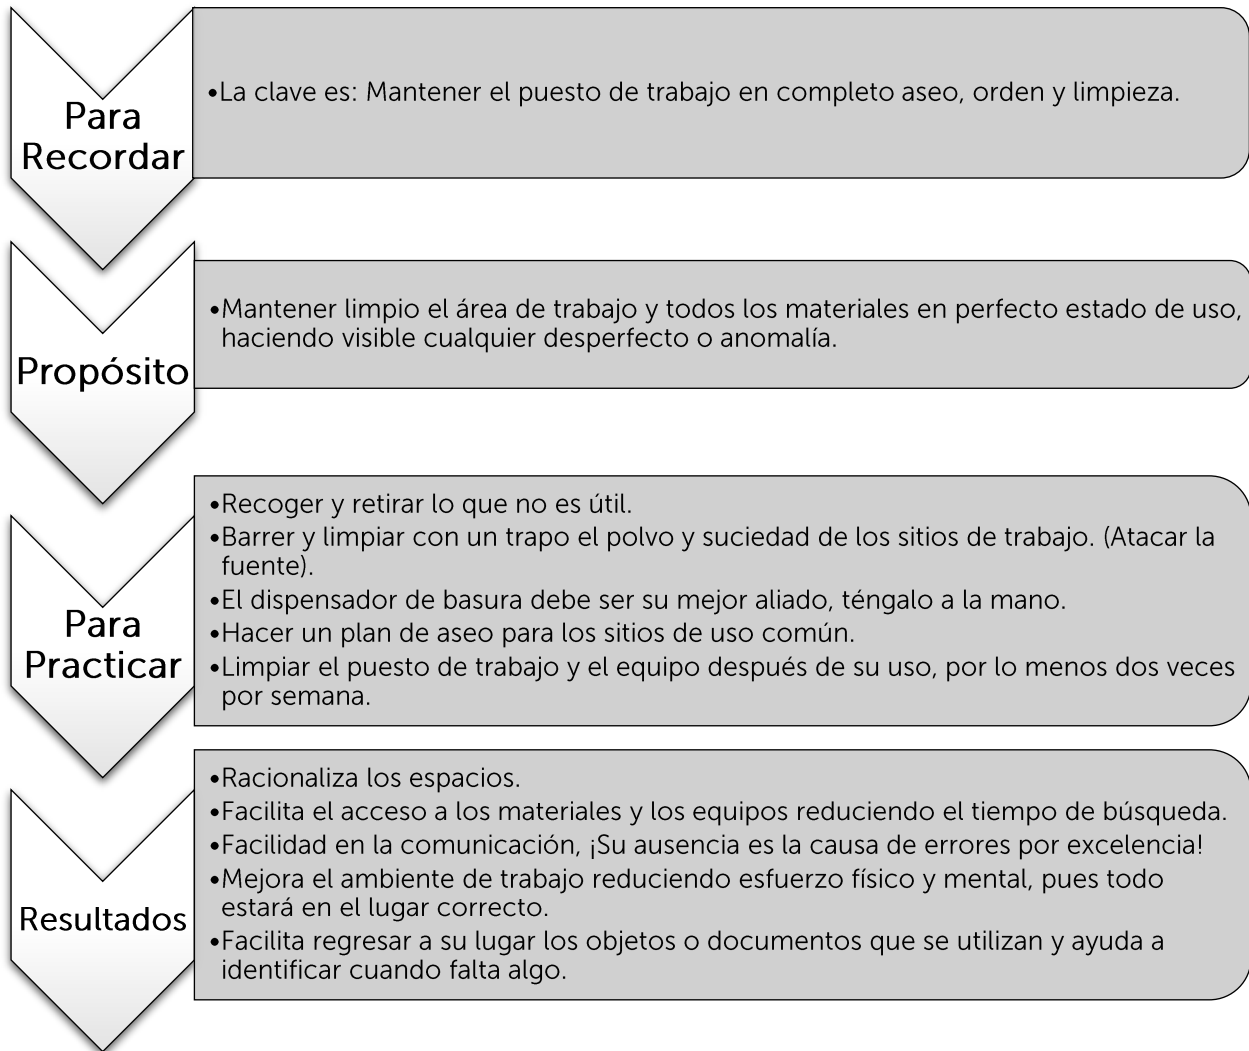 Para
Recordar
•La clave es: Mantener el puesto de trabajo en completo aseo, orden y limpieza.
Propósito
•Mantener limpio el área de trabajo y todos los materiales en perfecto estado de uso,
haciendo visible cualquier desperfecto o anomalía.
Para
Practicar
•Recoger y retirar lo que no es útil.
•Barrer y limpiar con un trapo el polvo y suciedad de los sitios de trabajo. (Atacar la
fuente).
•El dispensador de basura debe ser su mejor aliado, téngalo a la mano.
•Hacer un plan de aseo para los sitios de uso común.
•Limpiar el puesto de trabajo y el equipo después de su uso, por lo menos dos veces
por semana.
Resultados
•Racionaliza los espacios.
•Facilita el acceso a los materiales y los equipos reduciendo el tiempo de búsqueda.
•Facilidad en la comunicación, ¡Su ausencia es la causa de errores por excelencia!
•Mejora el ambiente de trabajo reduciendo esfuerzo físico y mental, pues todo
estará en el lugar correcto.
•Facilita regresar a su lugar los objetos o documentos que se utilizan y ayuda a
identificar cuando falta algo.